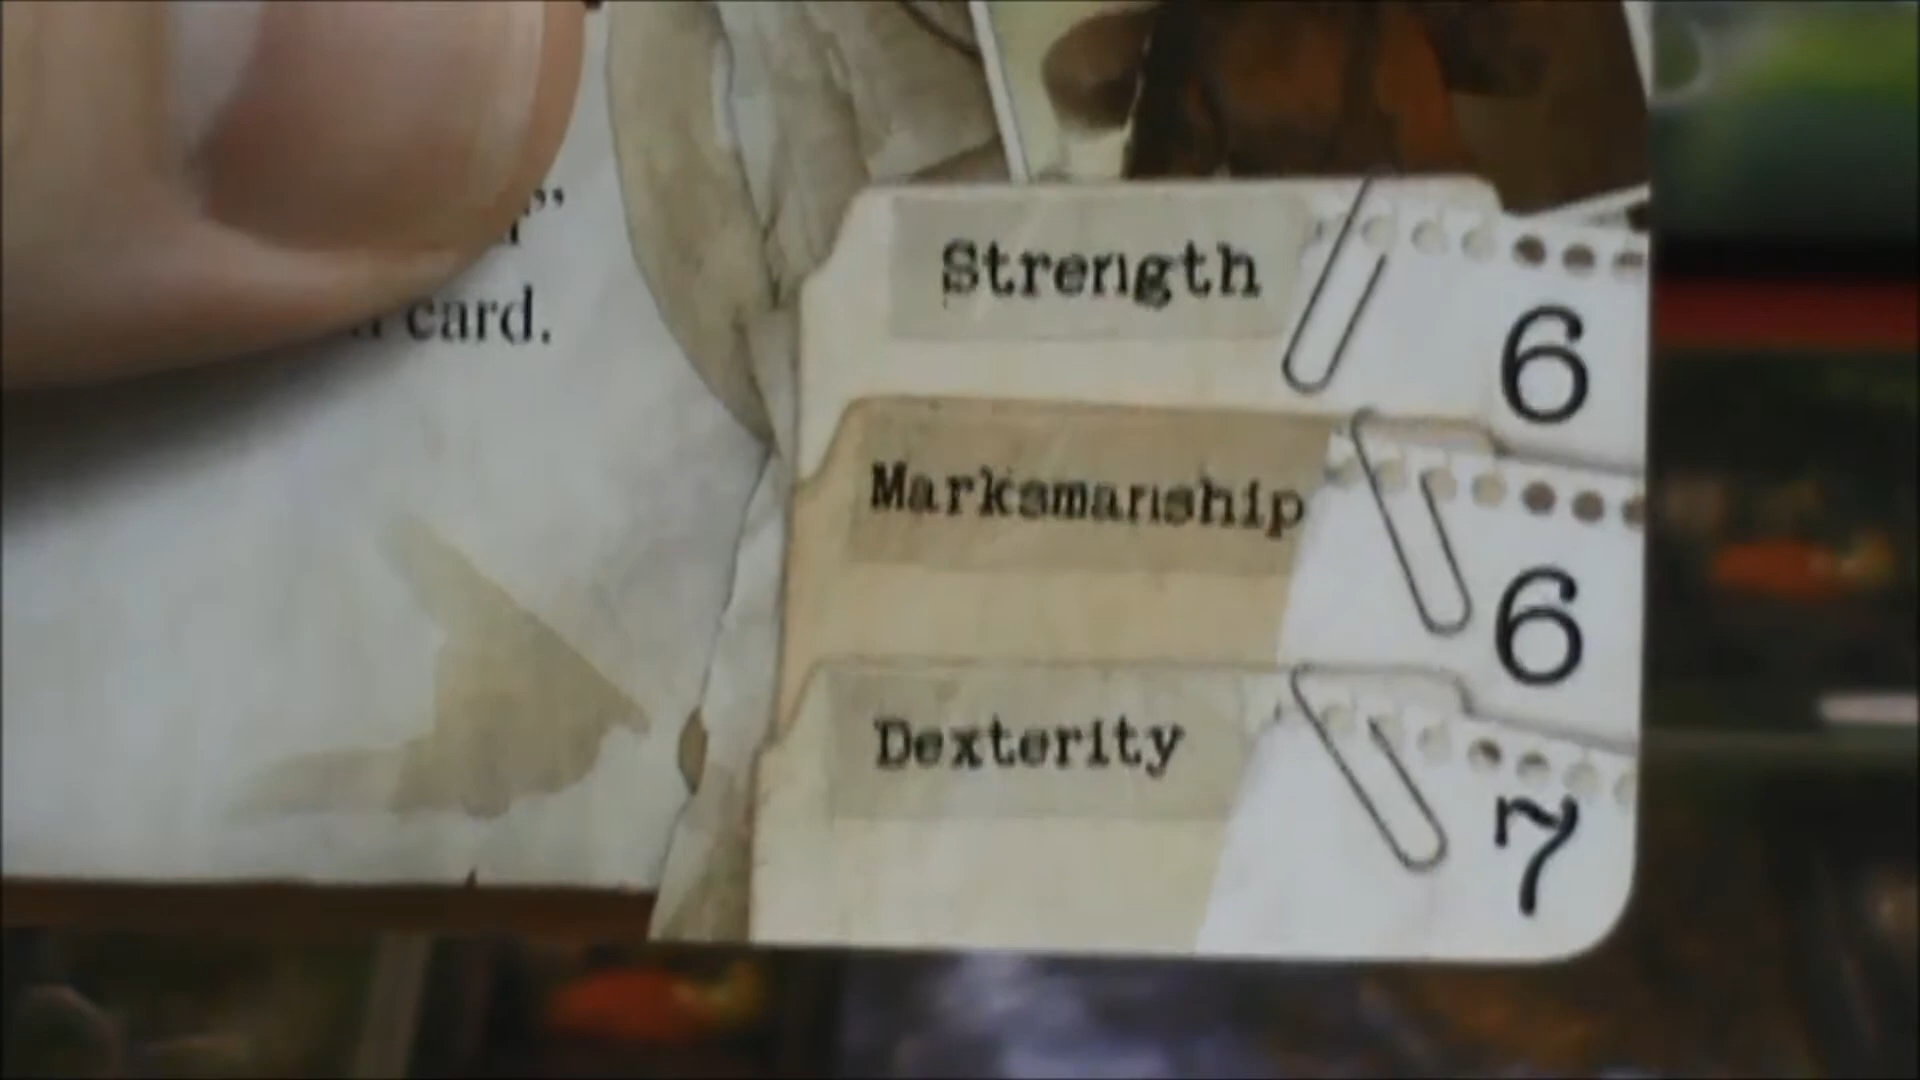 ”
card.
Strength
6
Marksmanship
6
Dexterity
7